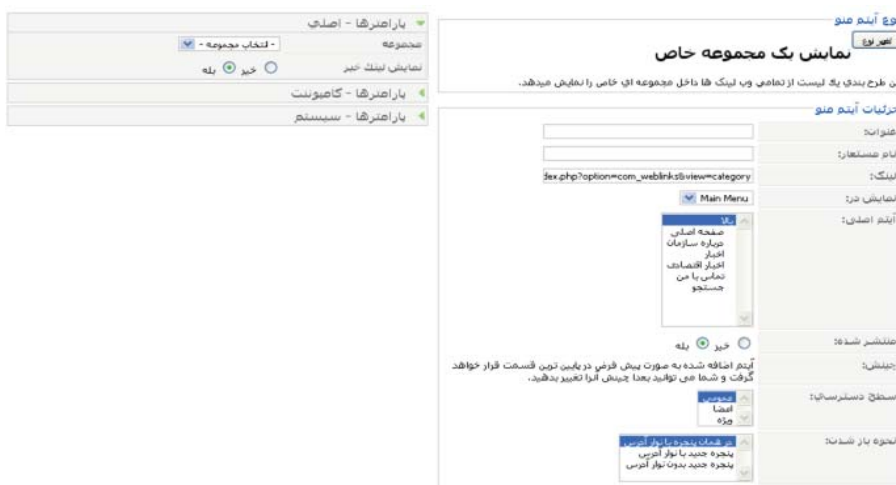 نوع آیتم منو
تغییر نوع
نمایش یک مجموعه خاص
این طرح بندي یک لیست از تمامی وب لینک ها داخل مجموعه اي خاص را نمایش میدهد.
جزئیات آیتم منو
عنوان:
نام مستعار:
لینک:
dex.php?option=com_weblinks&view=category
نمایش در:
Main Menu
آیتم اصلی:
بالا
صفحه اصلی
درباره سازمان
اخبار
اخبار اقتصادی
تماس با من
جستجو
منتشر شده:
خیر
بله
چینش:
آیتم اضافه شده به صورت پیش فرض در پایین ترین قسمت قرار خواهد
گرفت و شما می توانید بعدا چینش آنرا تغییر بدهید.
سطح دسترسی:
عمومی
اعضا
ویژه
نحوه باز شدن:
در همان پنجره با نوار آدرس
پنجره جدید با نوار آدرس
پنجره جدید بدون نوار آدرس
پارامترها - اصلی
مجموعه
- انتخاب مجموعه -
نمایش لینك خبر
خیر
بله
پارامترها - کامپوننت
پارامترها - سیستم